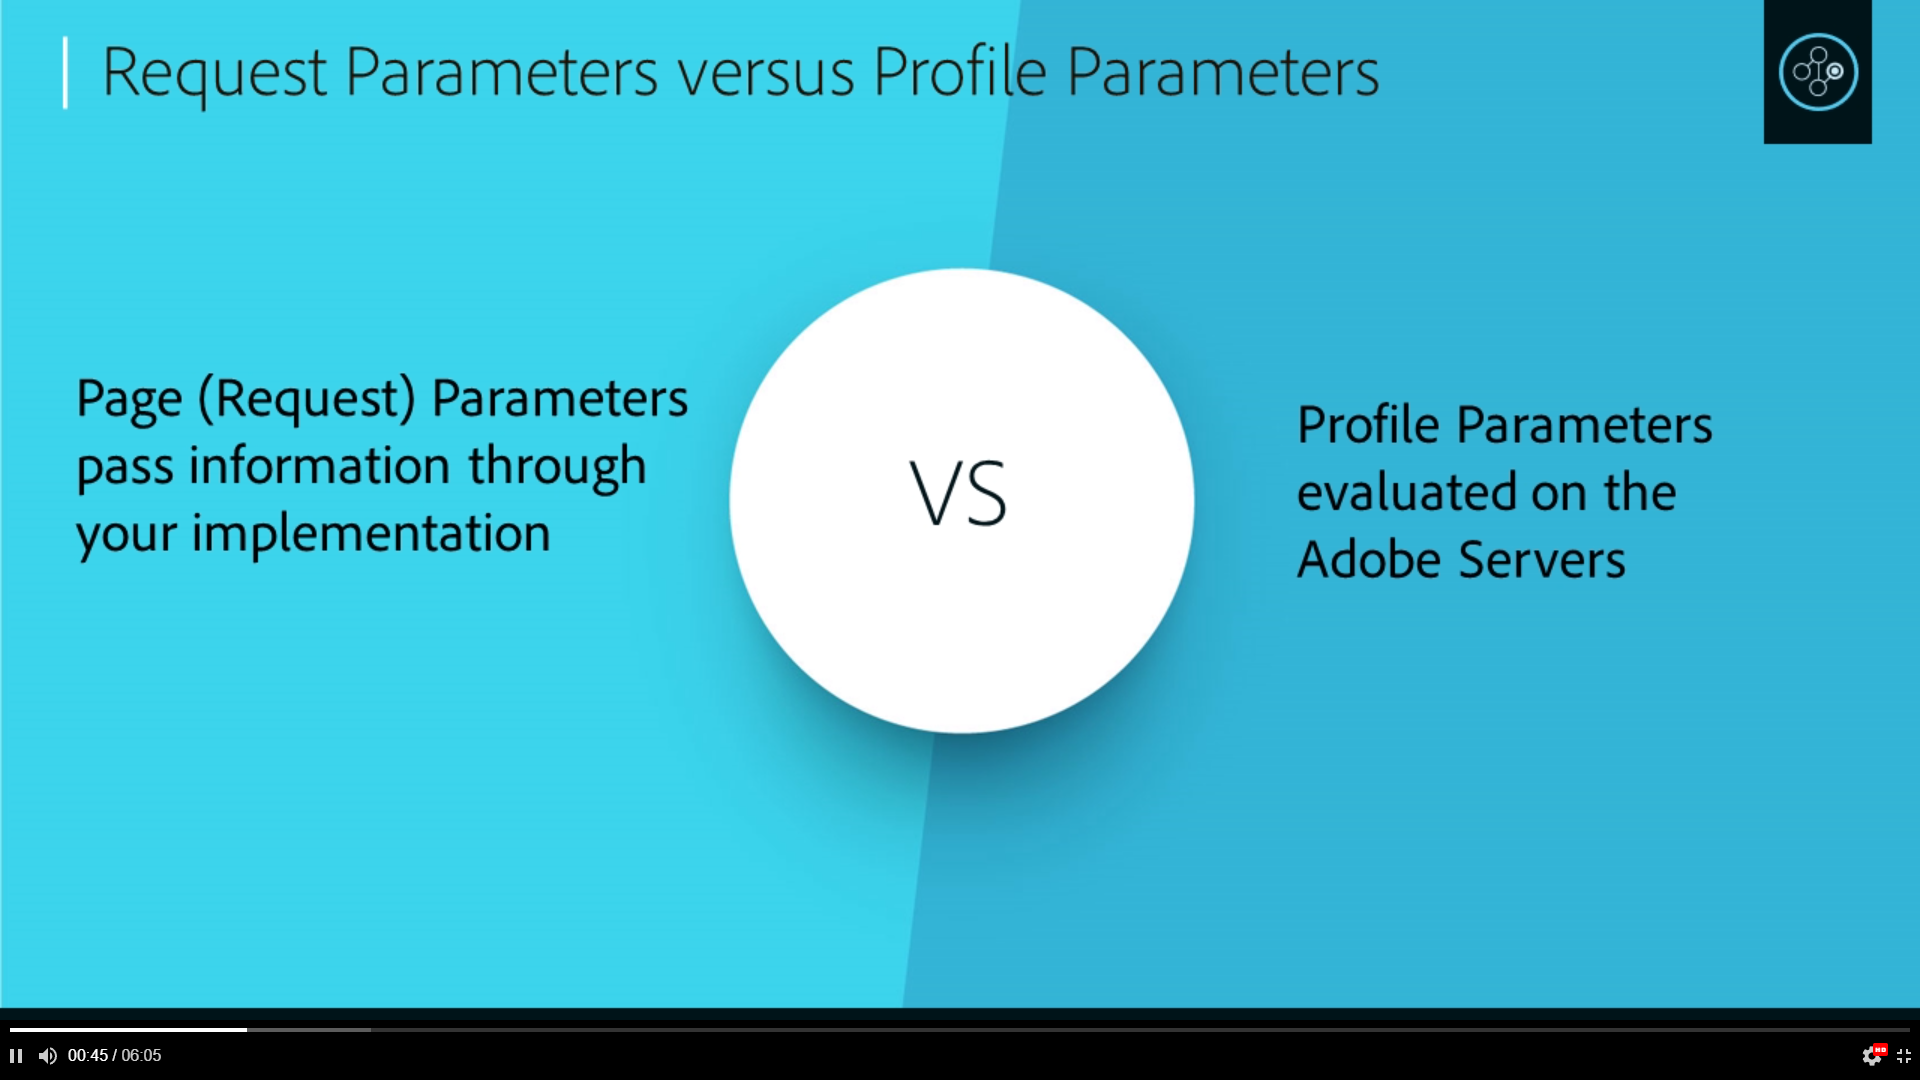 Request Parameters versus Profile Parameters
Page (Request) Parameters
pass information through
your implementation
VS
Profile Parameters
evaluated on the
Adobe Servers
00:45 / 06:05
HD